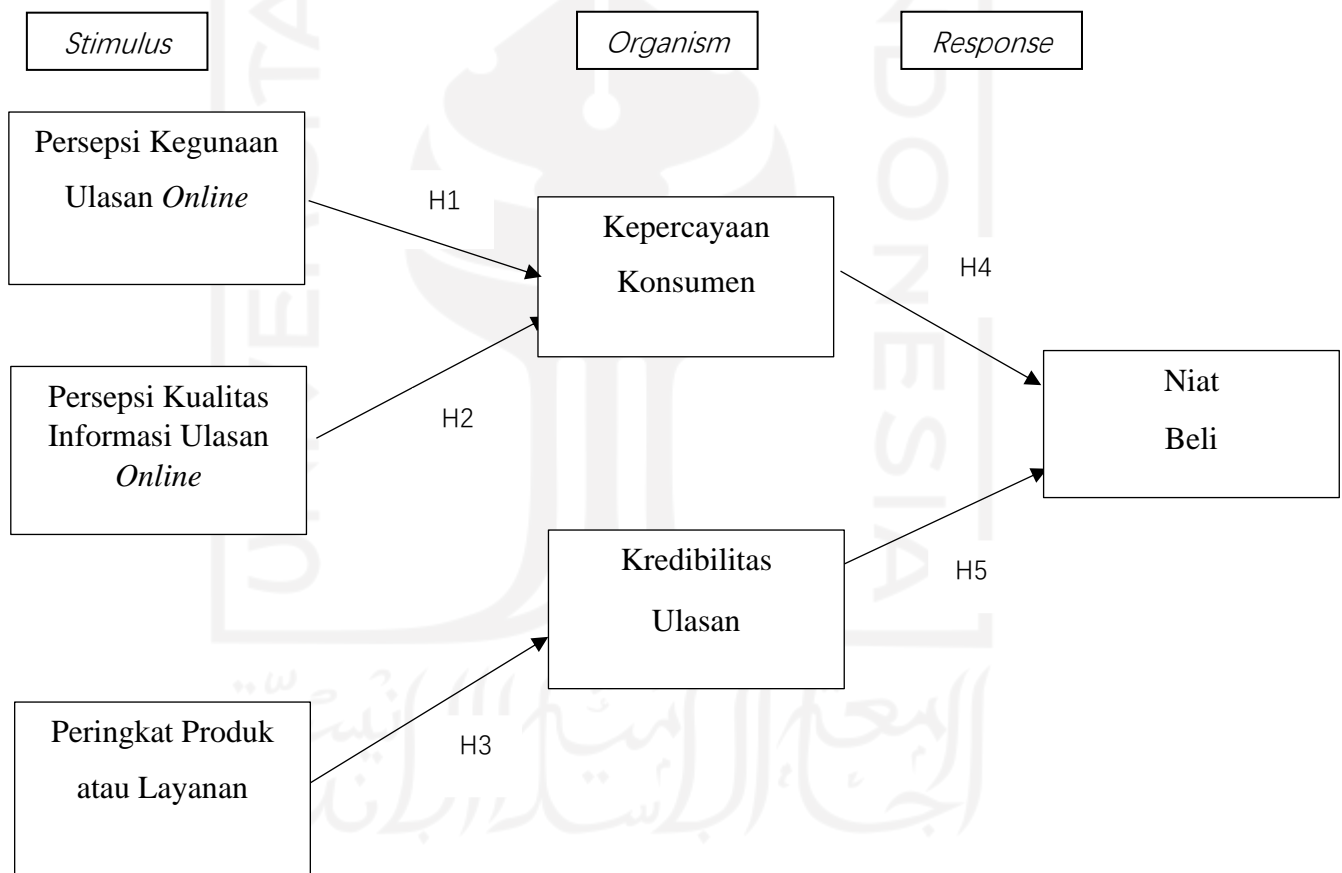 Stimulus
Organism
Response
Persepsi Kegunaan
Ulasan Online
H1
Kepercayaan
Konsumen
H4
Persepsi Kualitas
Informasi Ulasan
Online
H2
Niat
Beli
Kredibilitas
Ulasan
H5
Peringkat Produk
atau Layanan
H3